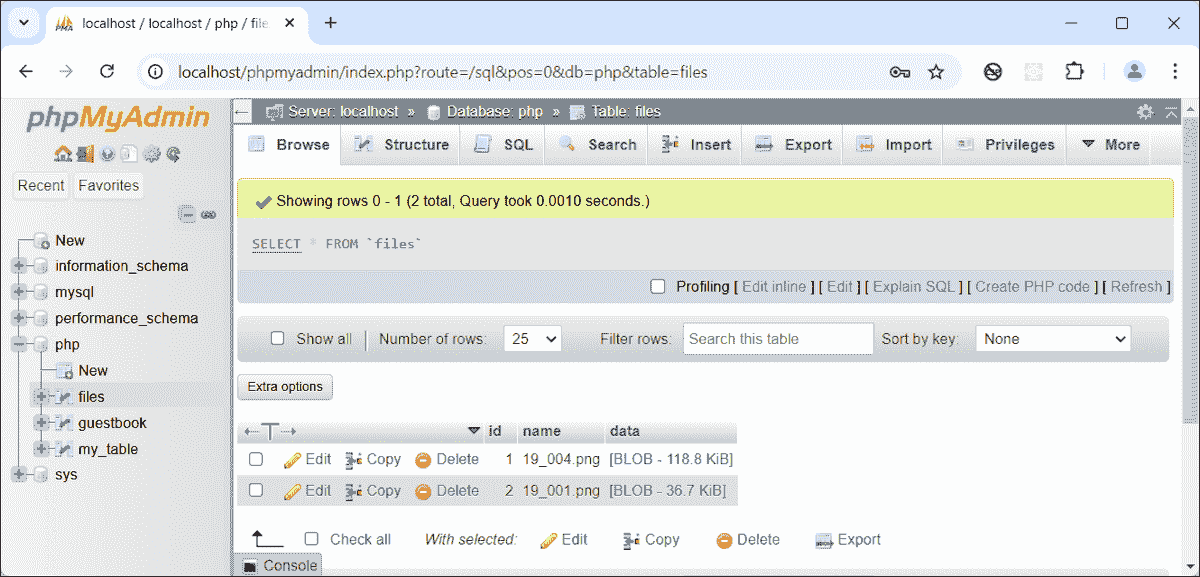 localhost / localhost / php / file
localhost/phpmyadmin/index.php?route=/sql&pos=0&db=php&table=files
phpMyAdmin
Recent Favorites
New
information_schema
mysql
performance_schema
php
New
files
guestbook
my_table
sys
Server: localhost » Database: php » Table: files
Browse Structure SQL Search Insert Export Import Privileges More
Showing rows 0 - 1 (2 total, Query took 0.0010 seconds.)
SELECT * FROM `files`
Profiling [ Edit inline ] [ Edit ] [ Explain SQL ] [ Create PHP code ] [ Refresh ]
Show all Number of rows: 25 Filter rows: Search this table Sort by key: None
Extra options
←T→ id name data
Edit Copy Delete 1 19_004.png [BLOB - 118.8 KiB]
Edit Copy Delete 2 19_001.png [BLOB - 36.7 KiB]
Check all With selected: Edit Copy Delete Export
Console